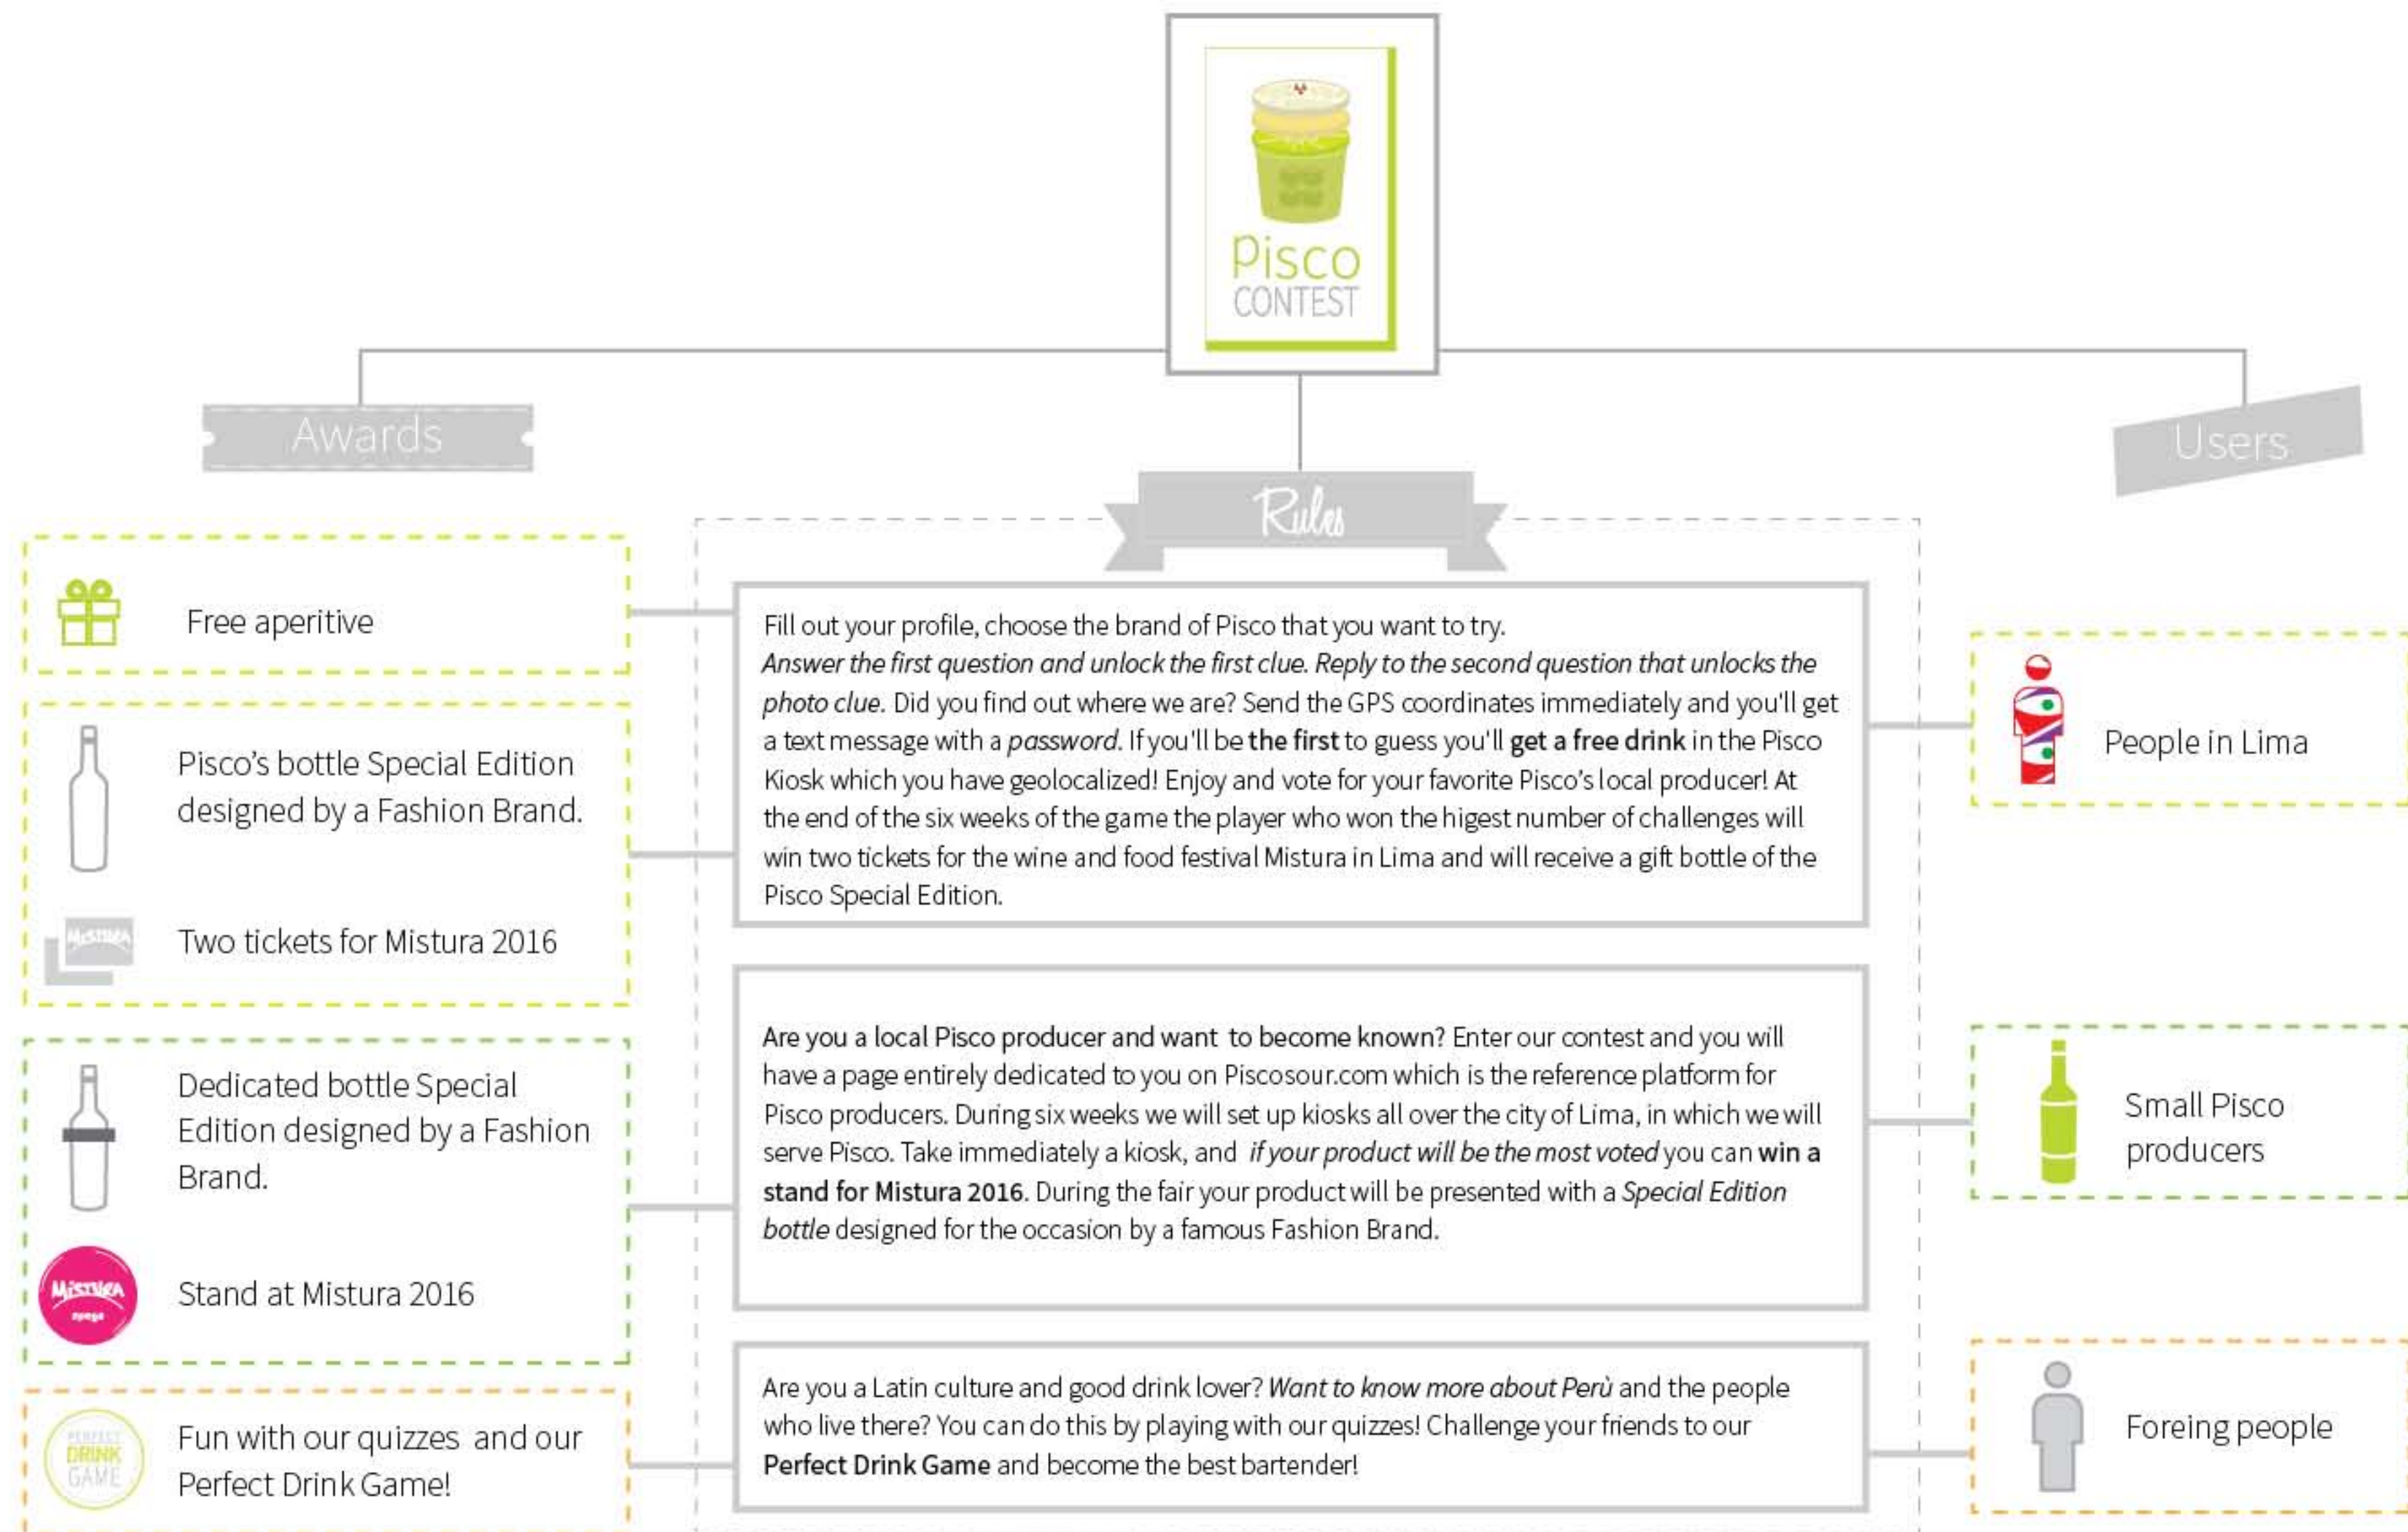 Pisco
CONTEST
Awards
Rules
Users
Free aperitive
Pisco's bottle Special Edition
designed by a Fashion Brand.
MiSTURA
Two tickets for Mistura 2016
Dedicated bottle Special
Edition designed by a Fashion
Brand.
MiSTURA
Stand at Mistura 2016
PERFECT
DRINK
GAME
Fun with our quizzes and our
Perfect Drink Game!
Fill out your profile, choose the brand of Pisco that you want to try.
Answer the first question and unlock the first clue. Reply to the second question that unlocks the
photo clue. Did you find out where we are? Send the GPS coordinates immediately and you'll get
a text message with a password. If you'll be the first to guess you'll get a free drink in the Pisco
Kiosk which you have geolocalized! Enjoy and vote for your favorite Pisco's local producer! At
the end of the six weeks of the game the player who won the higest number of challenges will
win two tickets for the wine and food festival Mistura in Lima and will receive a gift bottle of the
Pisco Special Edition.
Are you a local Pisco producer and want to become known? Enter our contest and you will
have a page entirely dedicated to you on Piscosour.com which is the reference platform for
Pisco producers. During six weeks we will set up kiosks all over the city of Lima, in which we will
serve Pisco. Take immediately a kiosk, and if your product will be the most voted you can win a
stand for Mistura 2016. During the fair your product will be presented with a Special Edition
bottle designed for the occasion by a famous Fashion Brand.
Are you a Latin culture and good drink lover? Want to know more about Perù and the people
who live there? You can do this by playing with our quizzes! Challenge your friends to our
Perfect Drink Game and become the best bartender!
People in Lima
Small Pisco
producers
Foreing people